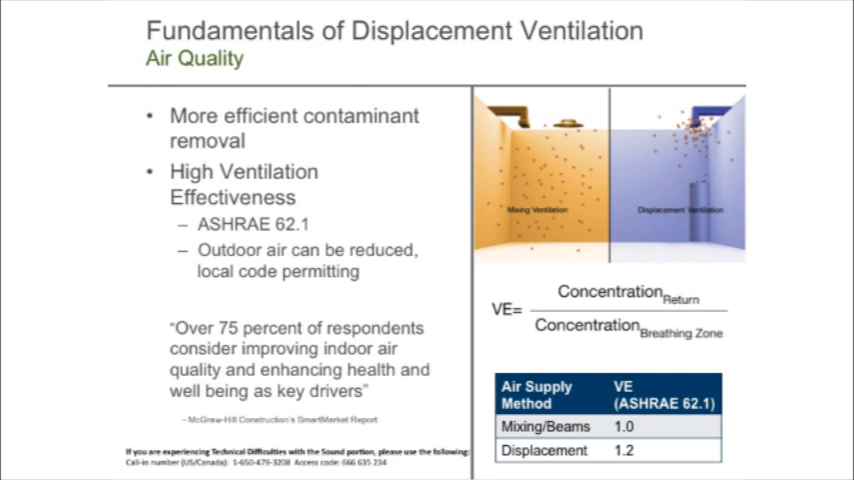 Fundamentals of Displacement Ventilation
Air Quality
• More efficient contaminant
removal
• High Ventilation
Effectiveness
– ASHRAE 62.1
– Outdoor air can be reduced,
local code permitting
"Over 75 percent of respondents
consider improving indoor air
quality and enhancing health and
well being as key drivers"
- McGraw-Hill Construction's SmartMarket Report
If you are experiencing Technical Difficulties with the Sound portion, please use the following:
Call-in number (US/Canada): 1-650-479-3208 Access code: 666 635 234
Mixing Ventilation
Displacement Ventilation
VE=
Concentration Return
Concentration Breathing Zone
Air Supply VE
Method (ASHRAE 62.1)
Mixing/Beams 1.0
Displacement 1.2